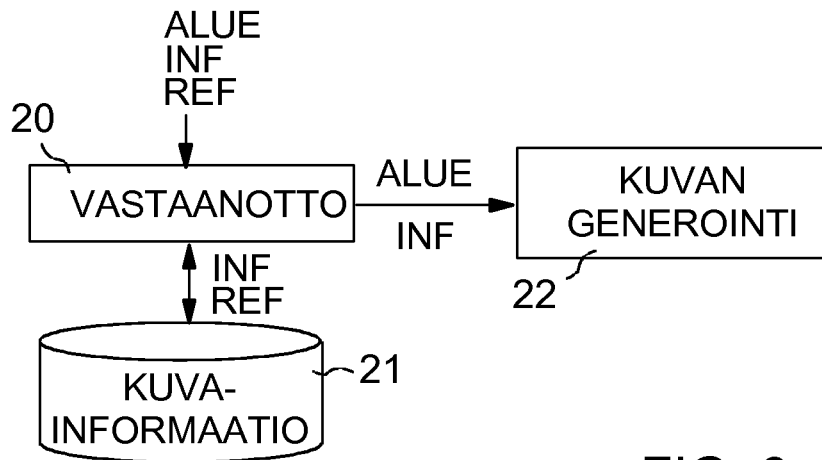 ALUE
INF
REF
20
VASTAANOTTO
ALUE
INF
KUVAN
GENEROINTI
22
INF
REF
21
KUVA-
INFORMAATIO